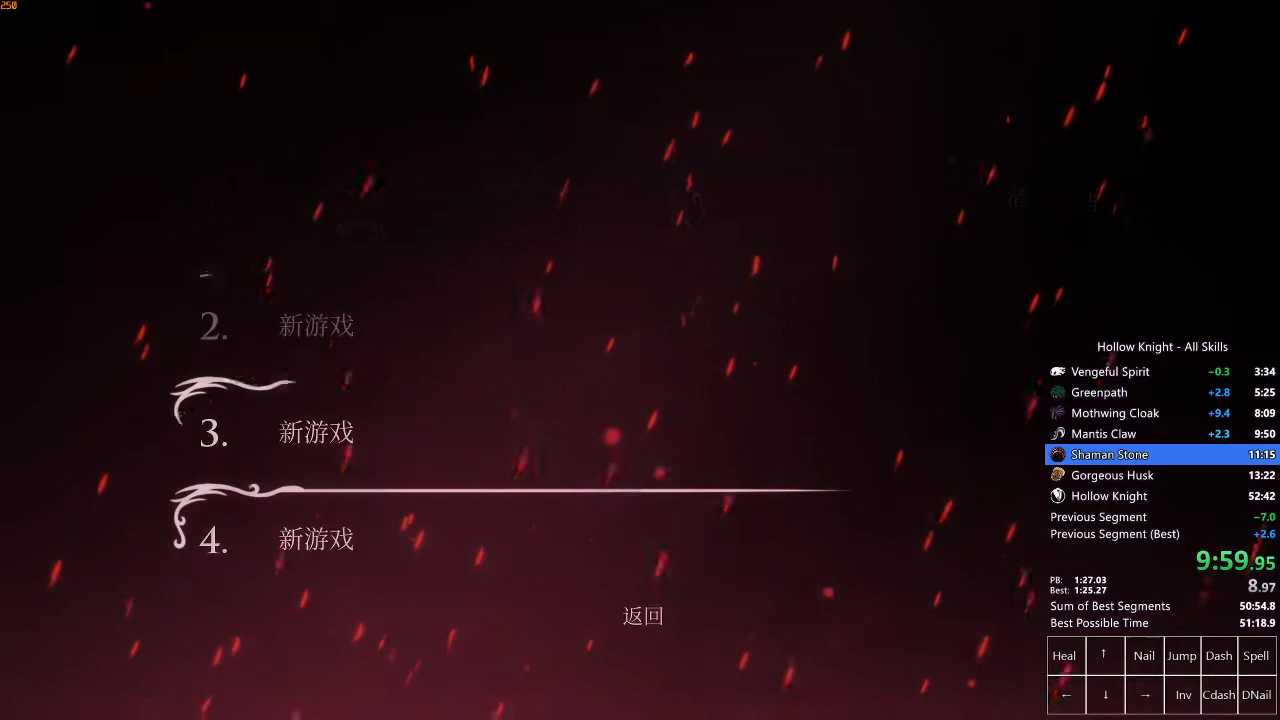 250
2. 新游戏
3. 新游戏
4. 新游戏
返回
Hollow Knight - All Skills
Vengeful Spirit −0.3 3:34
Greenpath +2.8 5:25
Mothwing Cloak +9.4 8:09
Mantis Claw +2.3 9:50
Shaman Stone 11:15
Gorgeous Husk 13:22
Hollow Knight 52:42
Previous Segment −7.0
Previous Segment (Best) +2.6
9:59.95
PB: 1:27.03
Best: 1:25.27
8.97
Sum of Best Segments 50:54.8
Best Possible Time 51:18.9
Heal ↑ Nail Jump Dash Spell
← ↓ → Inv Cdash DNail